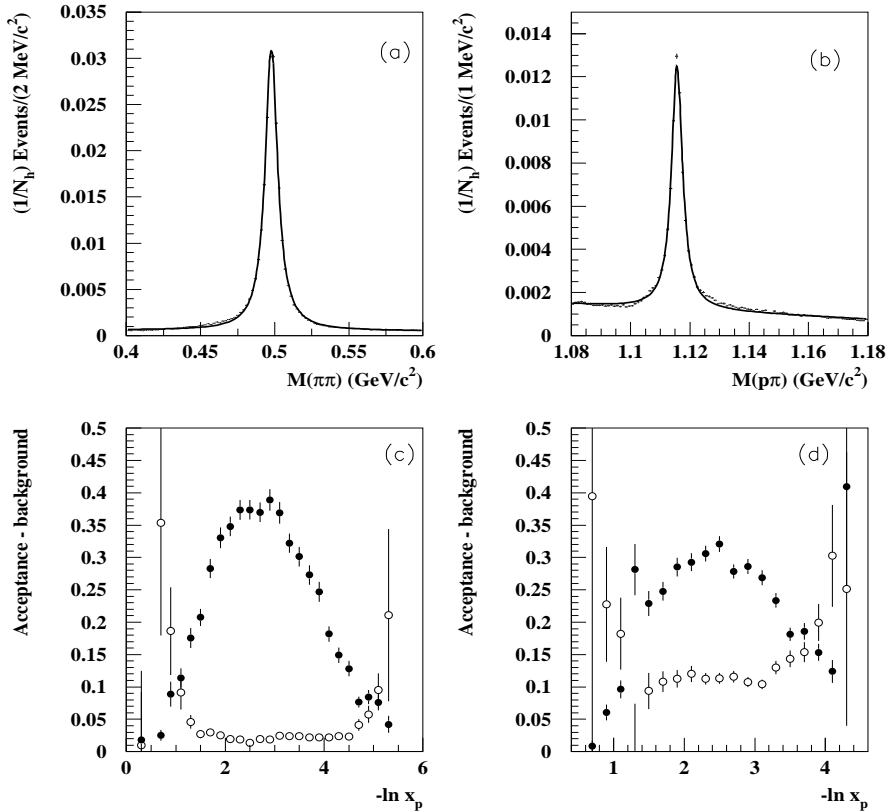 (1/N_h) Events/(2 MeV/c²)
0.035
0.03
0.025
0.02
0.015
0.01
0.005
0
0.4 0.45 0.5 0.55 0.6
M(ππ) (GeV/c²)
(a)
(1/N_h) Events/(1 MeV/c²)
0.014
0.012
0.01
0.008
0.006
0.004
0.002
0
1.08 1.1 1.12 1.14 1.16 1.18
M(pπ) (GeV/c²)
(b)
Acceptance - background
0.5
0.45
0.4
0.35
0.3
0.25
0.2
0.15
0.1
0.05
0
0 2 4 6
-ln x_p
(c)
Acceptance - background
0.5
0.45
0.4
0.35
0.3
0.25
0.2
0.15
0.1
0.05
0
1 2 3 4
-ln x_p
(d)